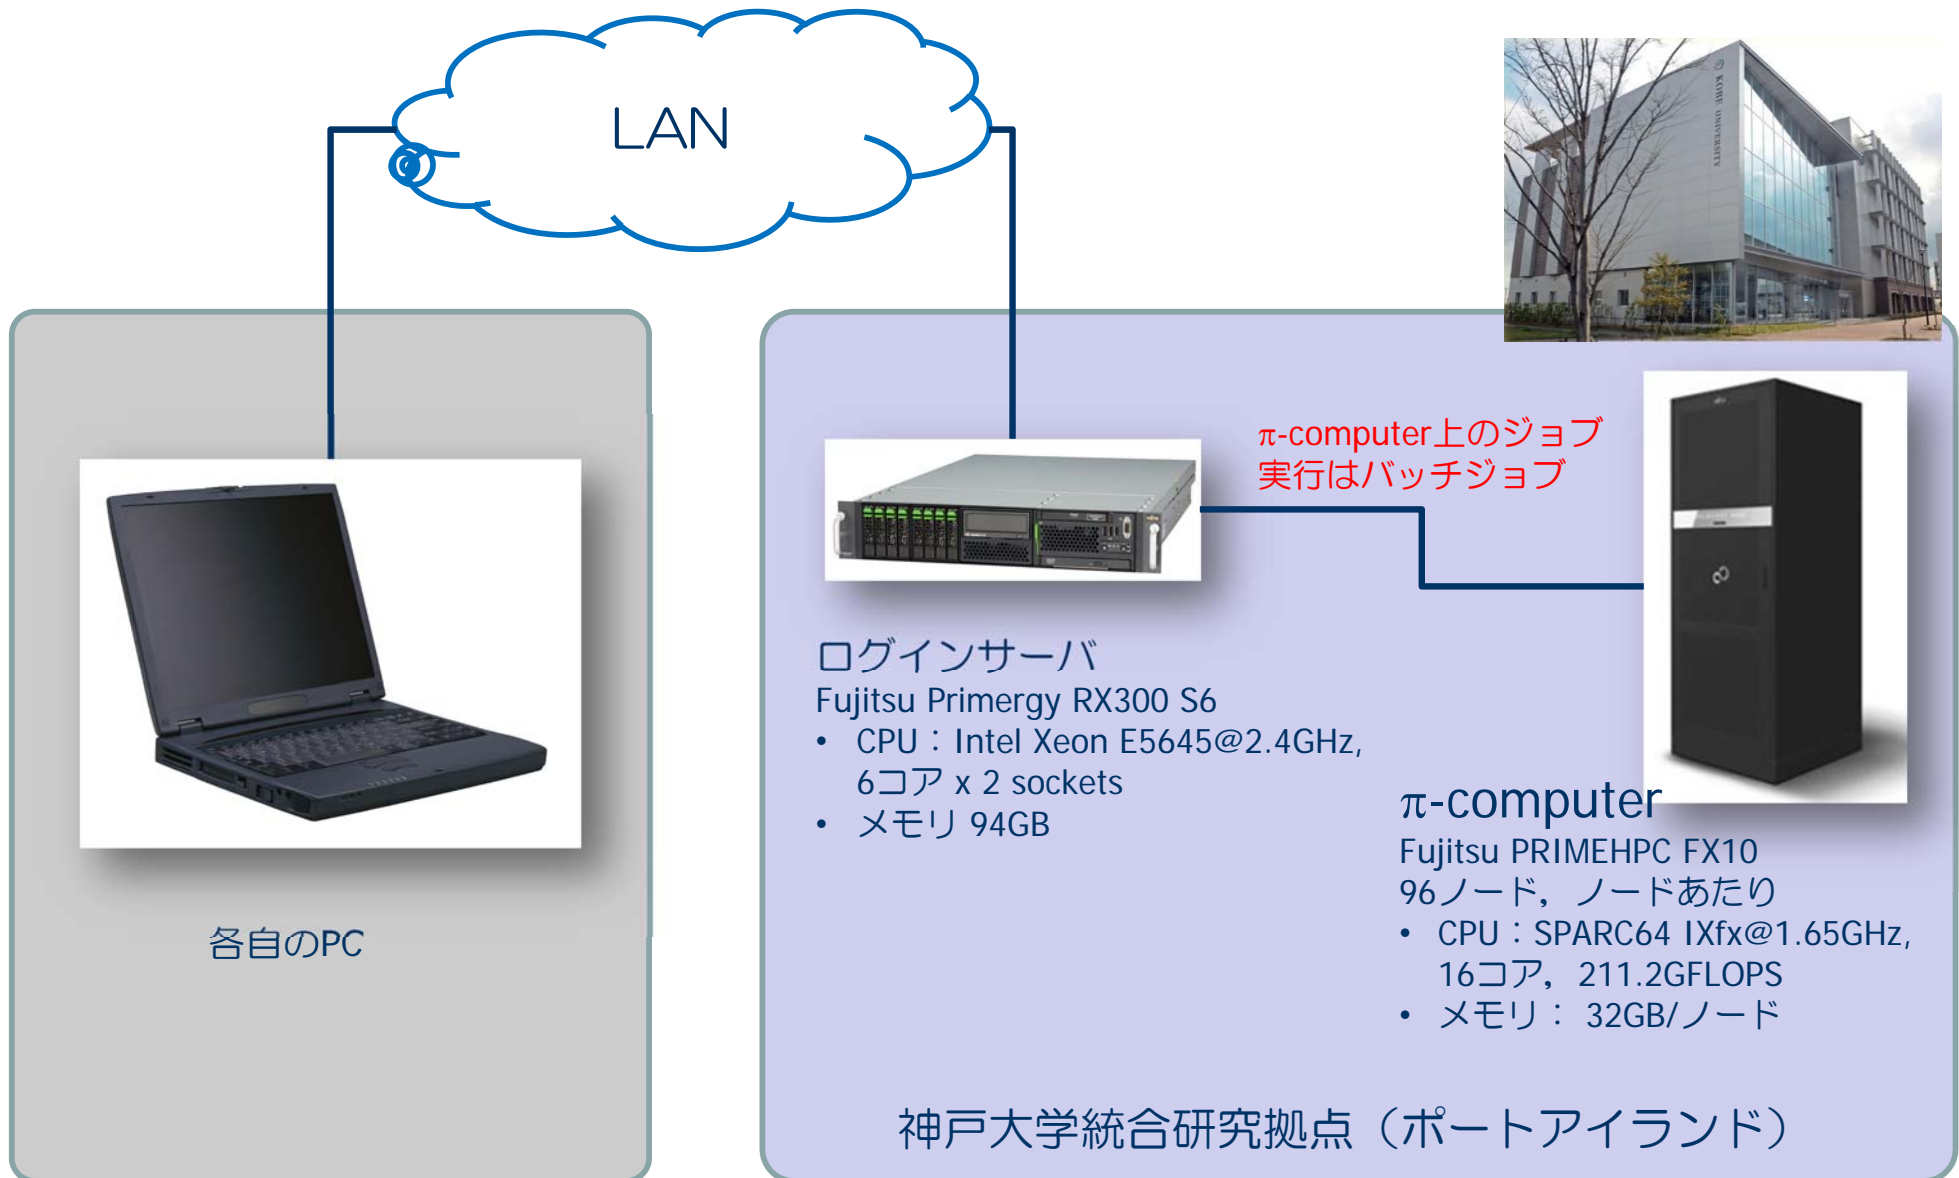 LAN
KOBE UNIVERSITY
π-computer上のジョブ
実行はバッチジョブ
ログインサーバ
Fujitsu Primergy RX300 S6
• CPU：Intel Xeon E5645@2.4GHz,
6コア x 2 sockets
• メモリ 94GB
π-computer
Fujitsu PRIMEHPC FX10
96ノード，ノードあたり
• CPU：SPARC64 IXfx@1.65GHz,
16コア，211.2GFLOPS
• メモリ： 32GB/ノード
各自のPC
神戸大学統合研究拠点（ポートアイランド）